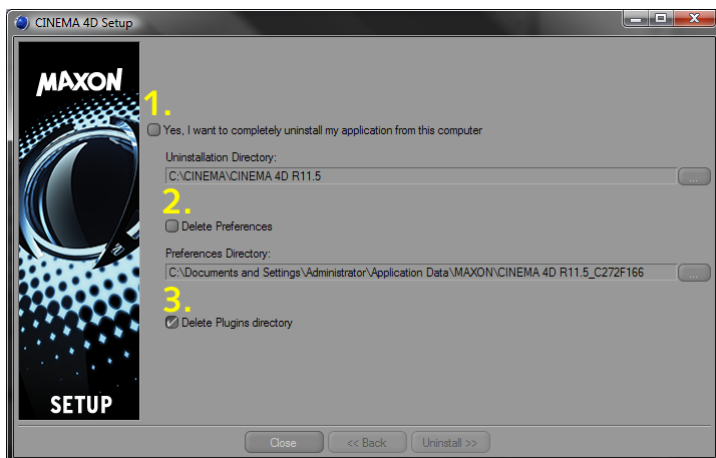 CINEMA 4D Setup
MAXON
1.
Yes, I want to completely uninstall my application from this computer
Uninstallation Directory:
C:\CINEMA\CINEMA 4D R11.5
...
2.
Delete Preferences
Preferences Directory:
C:\Documents and Settings\Administrator\Application Data\MAXON\CINEMA 4D R11.5_C272F166
...
3.
Delete Plugins directory
SETUP
Close
<< Back
Uninstall >>